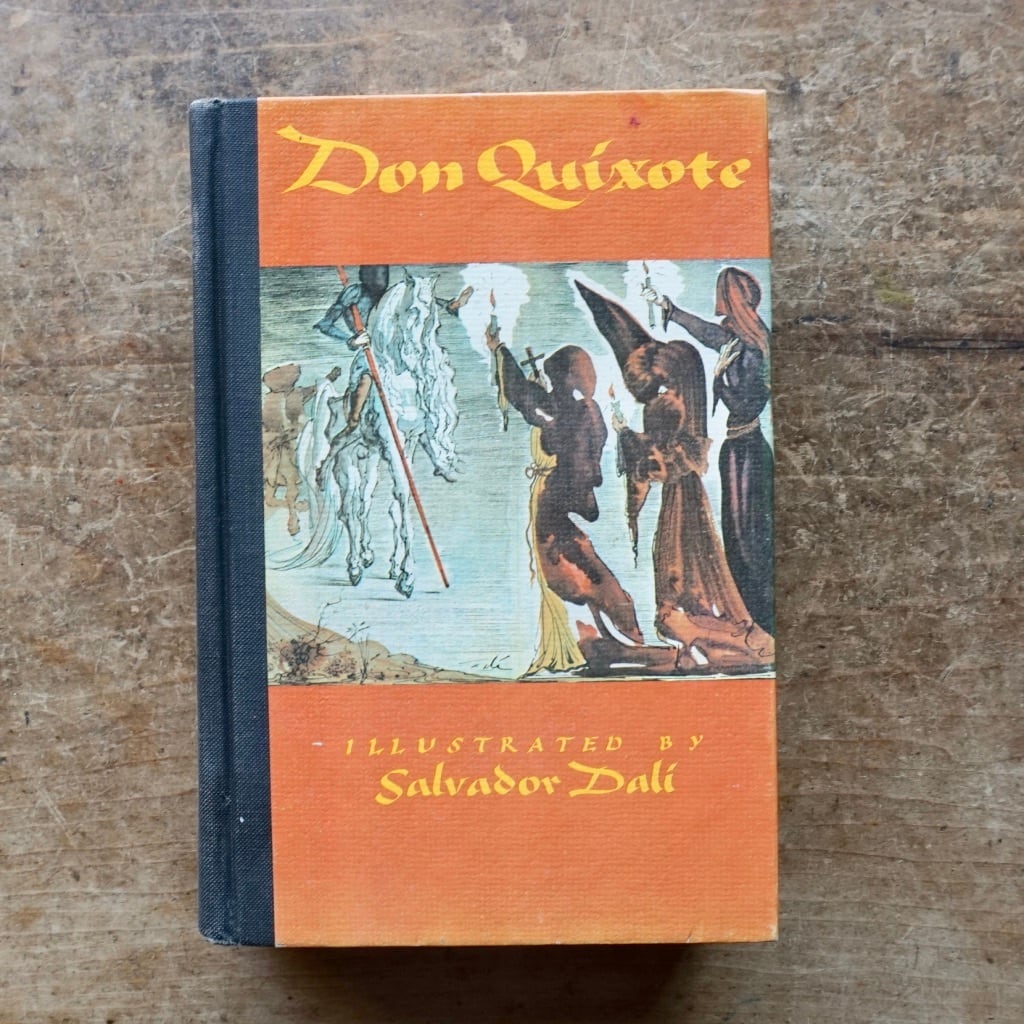 Don Quixote
ILLUSTRATED BY
Salvador Dalí